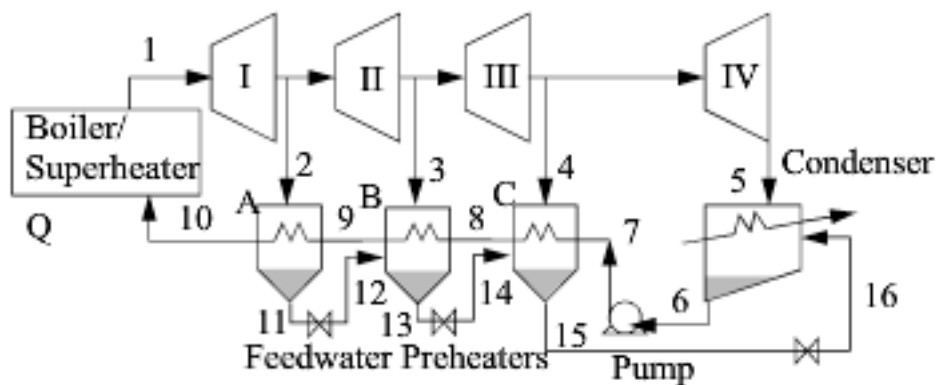 1
I
II
III
IV
Boiler/
Superheater
2
3
4
5
Condenser
A
B
C
Q
10
9
8
7
6
16
11
12
13
14
15
Feedwater Preheaters
Pump